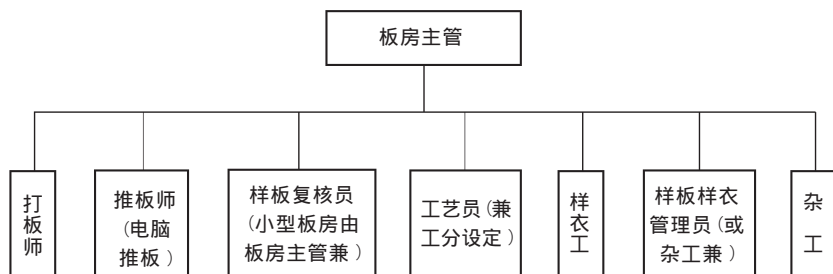 板房主管
打板师
推板师
(电脑
推板)
样板复核员
(小型板房由
板房主管兼)
工艺员(兼
工分设定)
样衣工
样板样衣
管理员(或
杂工兼)
杂工